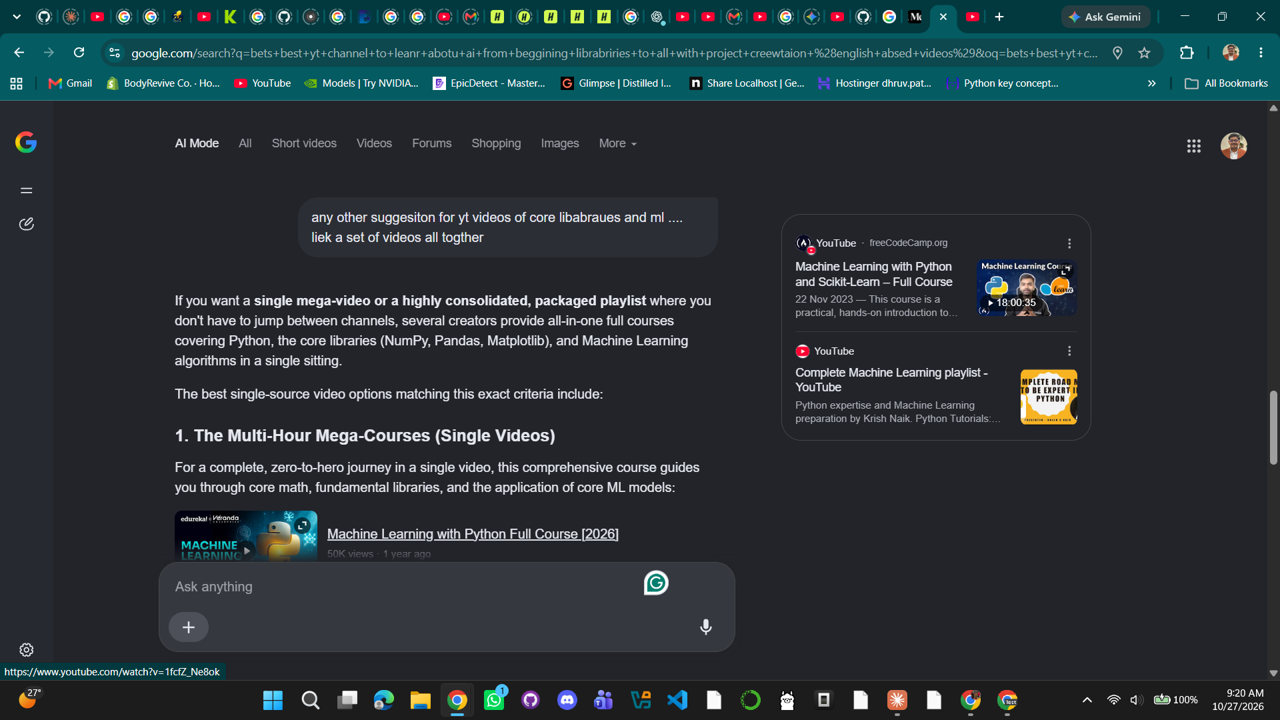 Ask Gemini
google.com/search?q=bets+best+yt+channel+to+leanr+abotu+ai+from+beggining+librabriries+to+all+with+project+creewtaion+%28english+absed+videos%29&oq=bets+best+yt+c...
Gmail
BodyRevive Co. · Ho...
YouTube
Models | Try NVIDIA...
EpicDetect - Master...
Glimpse | Distilled I...
Share Localhost | Ge...
Hostinger dhruv.pat...
Python key concept...
All Bookmarks
AI Mode
All
Short videos
Videos
Forums
Shopping
Images
More
any other suggesiton for yt videos of core libabraues and ml ....
liek a set of videos all togther
If you want a single mega-video or a highly consolidated, packaged playlist where you
don't have to jump between channels, several creators provide all-in-one full courses
covering Python, the core libraries (NumPy, Pandas, Matplotlib), and Machine Learning
algorithms in a single sitting.
The best single-source video options matching this exact criteria include:
1. The Multi-Hour Mega-Courses (Single Videos)
For a complete, zero-to-hero journey in a single video, this comprehensive course guides
you through core math, fundamental libraries, and the application of core ML models:
edureka!
MACHINE
LEARNING
Machine Learning with Python Full Course [2026]
50K views · 1 year ago
YouTube · freeCodeCamp.org
Machine Learning with Python
and Scikit-Learn – Full Course
22 Nov 2023 — This course is a
practical, hands-on introduction to...
Machine Learning Course
18:00:35
YouTube
Complete Machine Learning playlist -
YouTube
Python expertise and Machine Learning
preparation by Krish Naik. Python Tutorials:...
MPLETE ROAD M
TO BE EXPERT I
PYTHON
Ask anything
https://www.youtube.com/watch?v=1fcfZ_Ne8ok
27°
1
100%
9:20 AM
10/27/2026